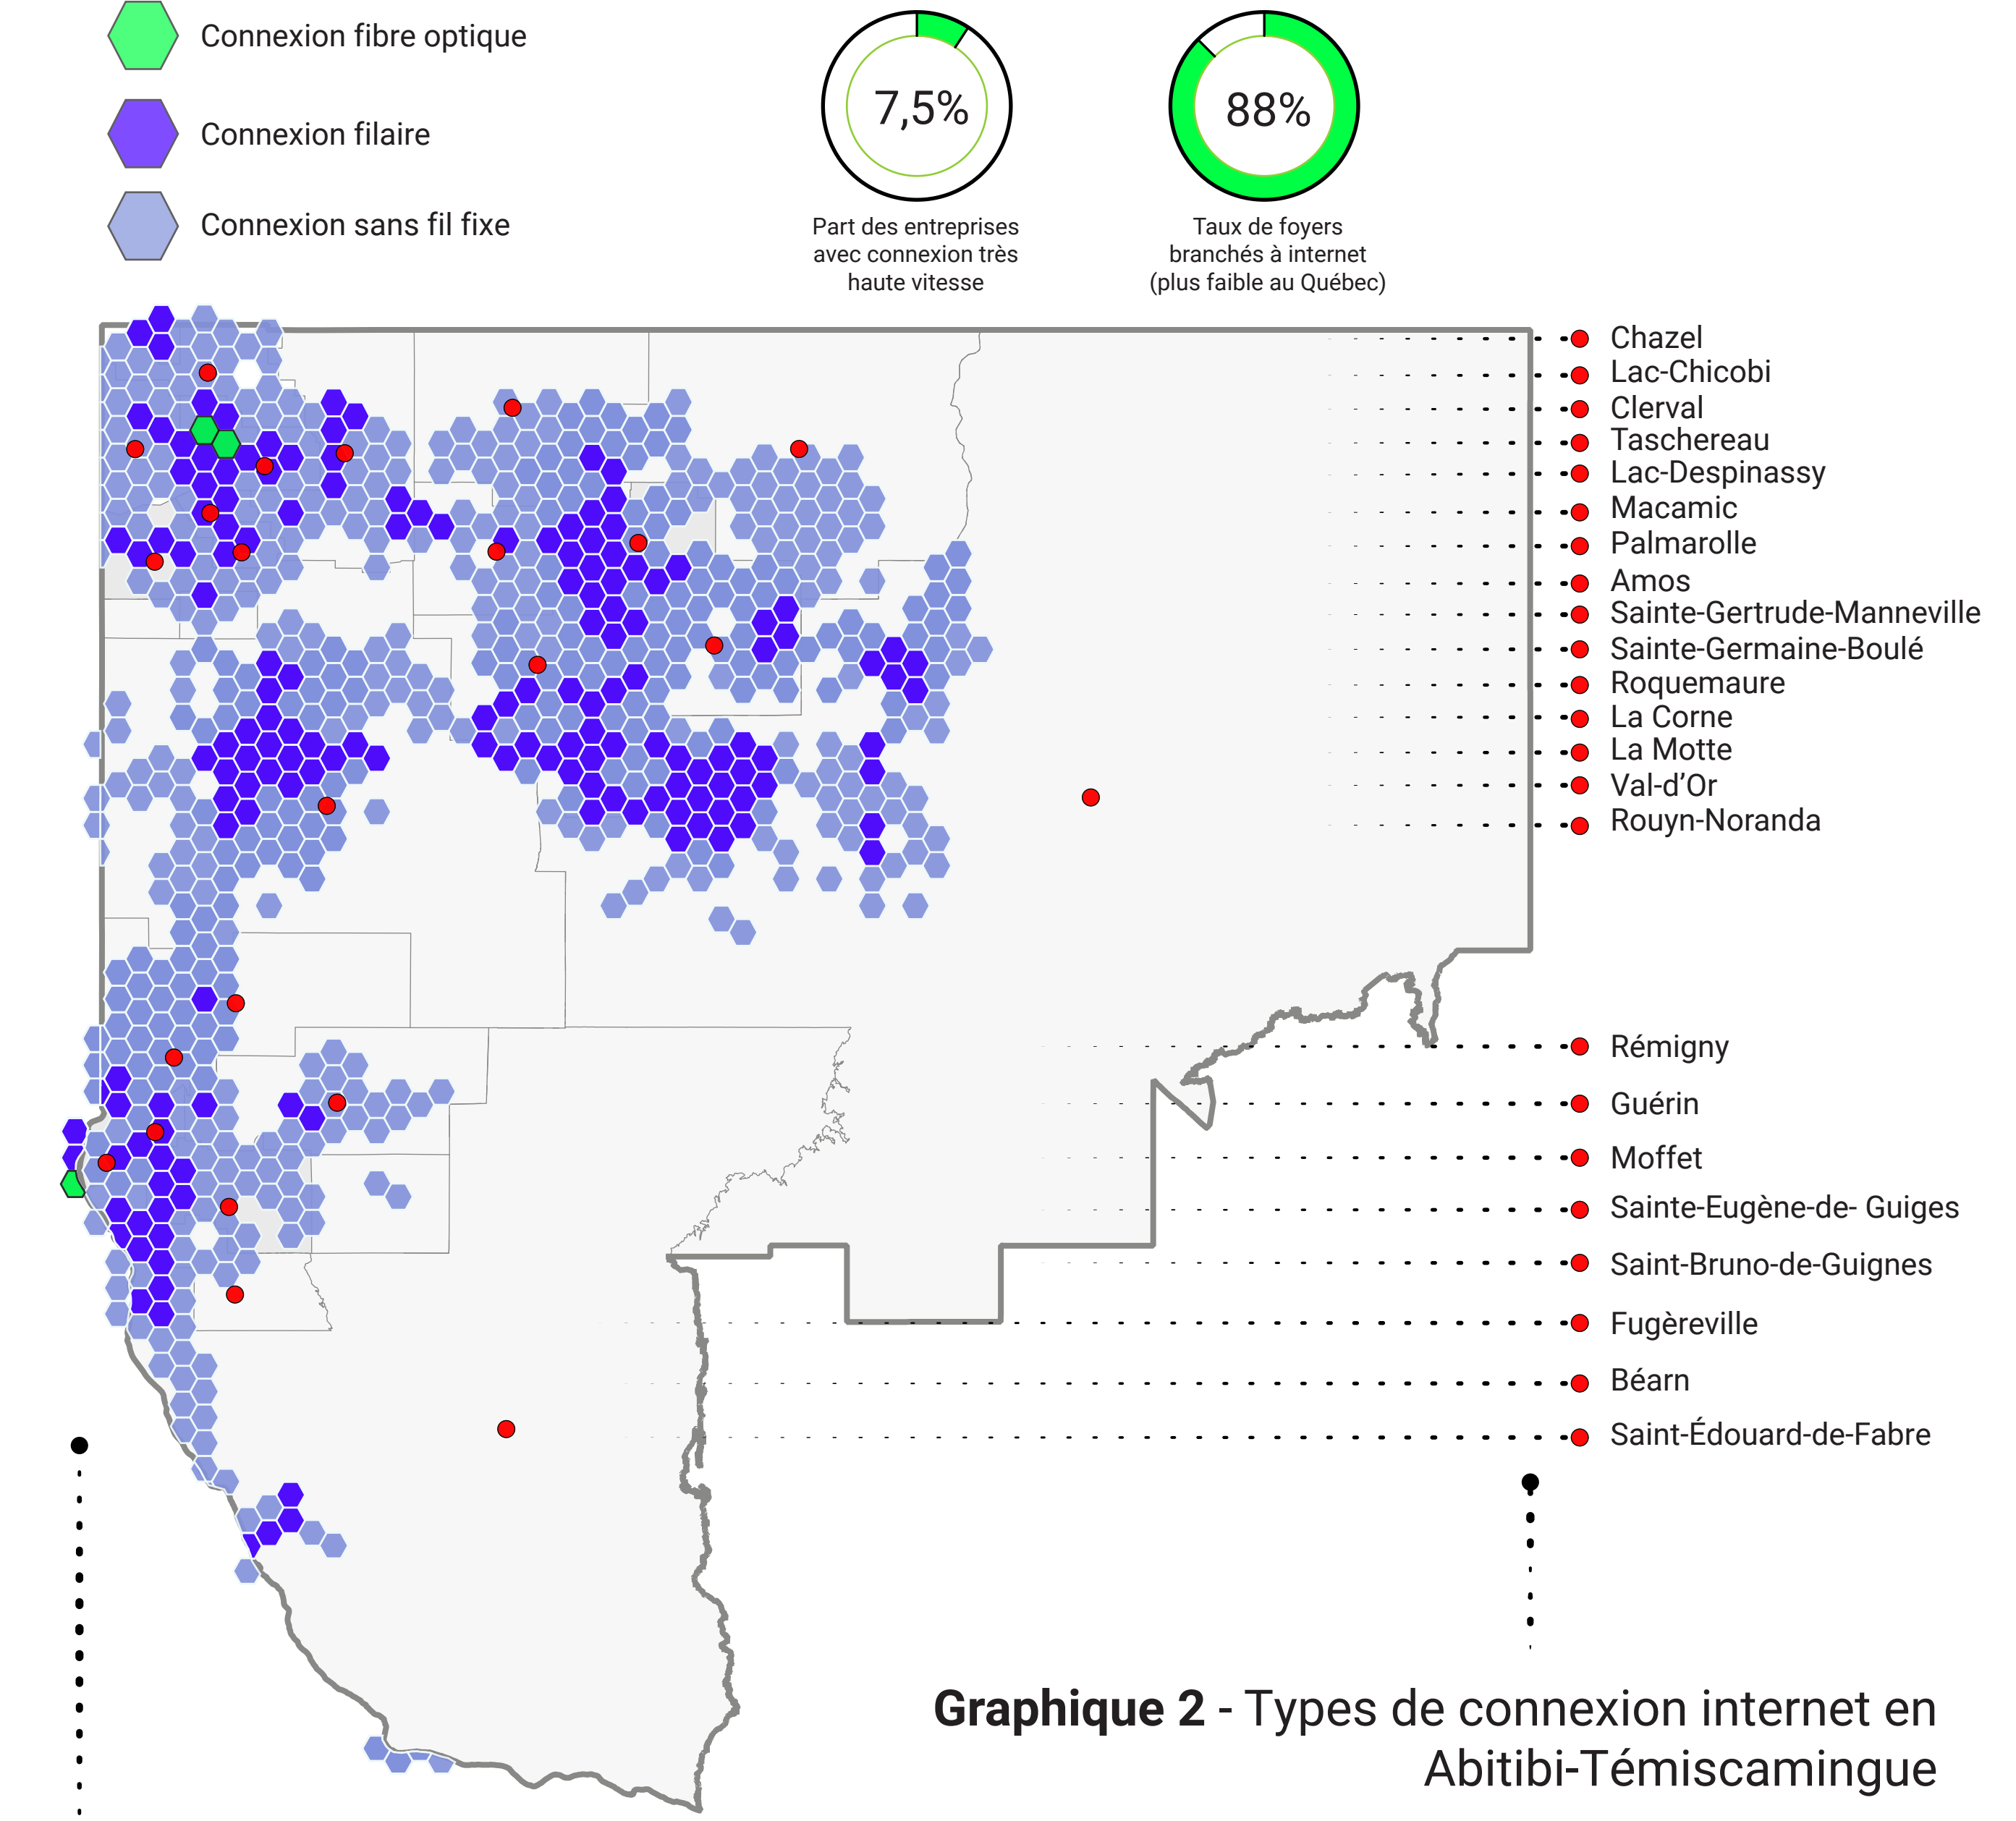 Connexion fibre optique
Connexion filaire
Connexion sans fil fixe
7,5%
Part des entreprises
avec connexion très
haute vitesse
88%
Taux de foyers
branchés à internet
(plus faible au Québec)
Chazel
Lac-Chicobi
Clerval
Taschereau
Lac-Despinassy
Macamic
Palmarolle
Amos
Sainte-Gertrude-Manneville
Sainte-Germaine-Boulé
Roquemaure
La Corne
La Motte
Val-d’Or
Rouyn-Noranda
Rémigny
Guérin
Moffet
Sainte-Eugène-de- Guiges
Saint-Bruno-de-Guignes
Fugèreville
Béarn
Saint-Édouard-de-Fabre
Graphique 2 - Types de connexion internet en
Abitibi-Témiscamingue